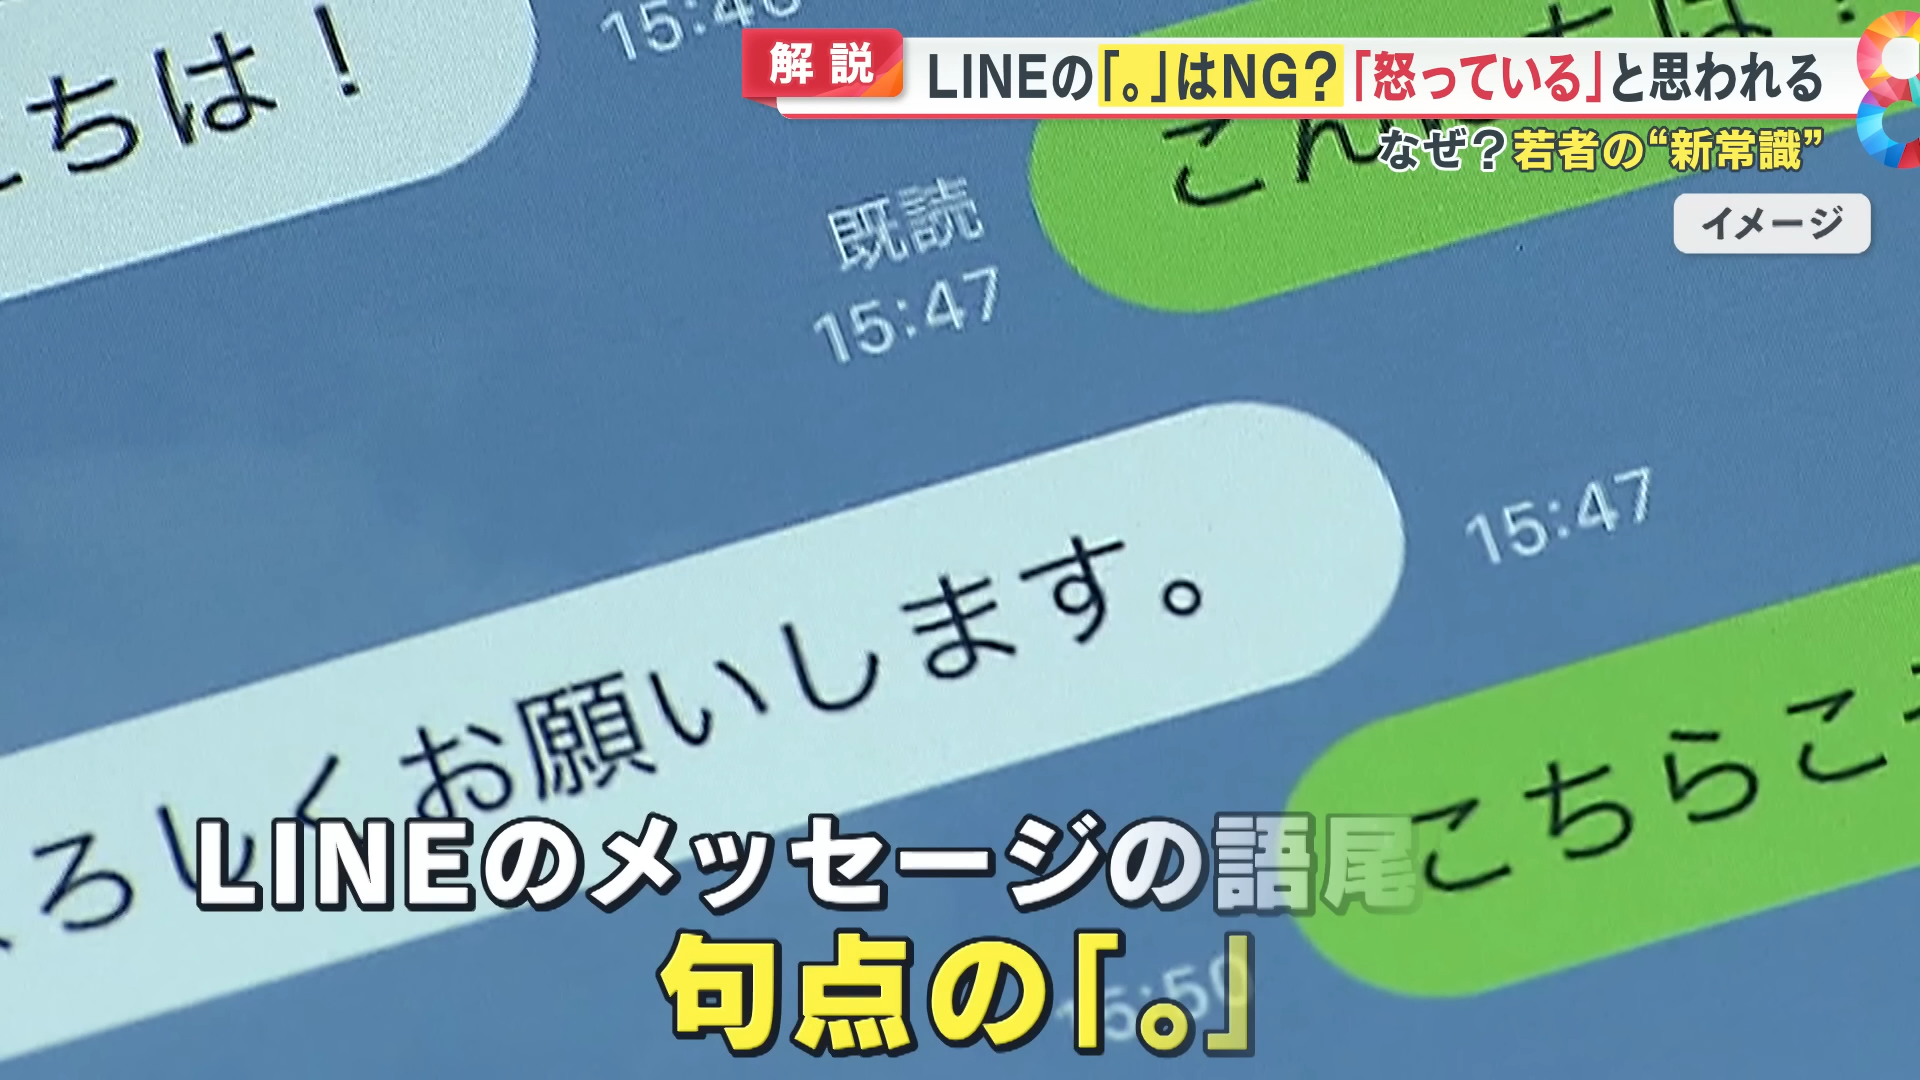 解説
LINEの「。」はNG？「怒っている」と思われる
なぜ？若者の“新常識”
イメージ
ちは！
既読
15:47
こん
よろしくお願いします。
15:47
こちらこ
15:50
LINEのメッセージの語尾
句点の「。」